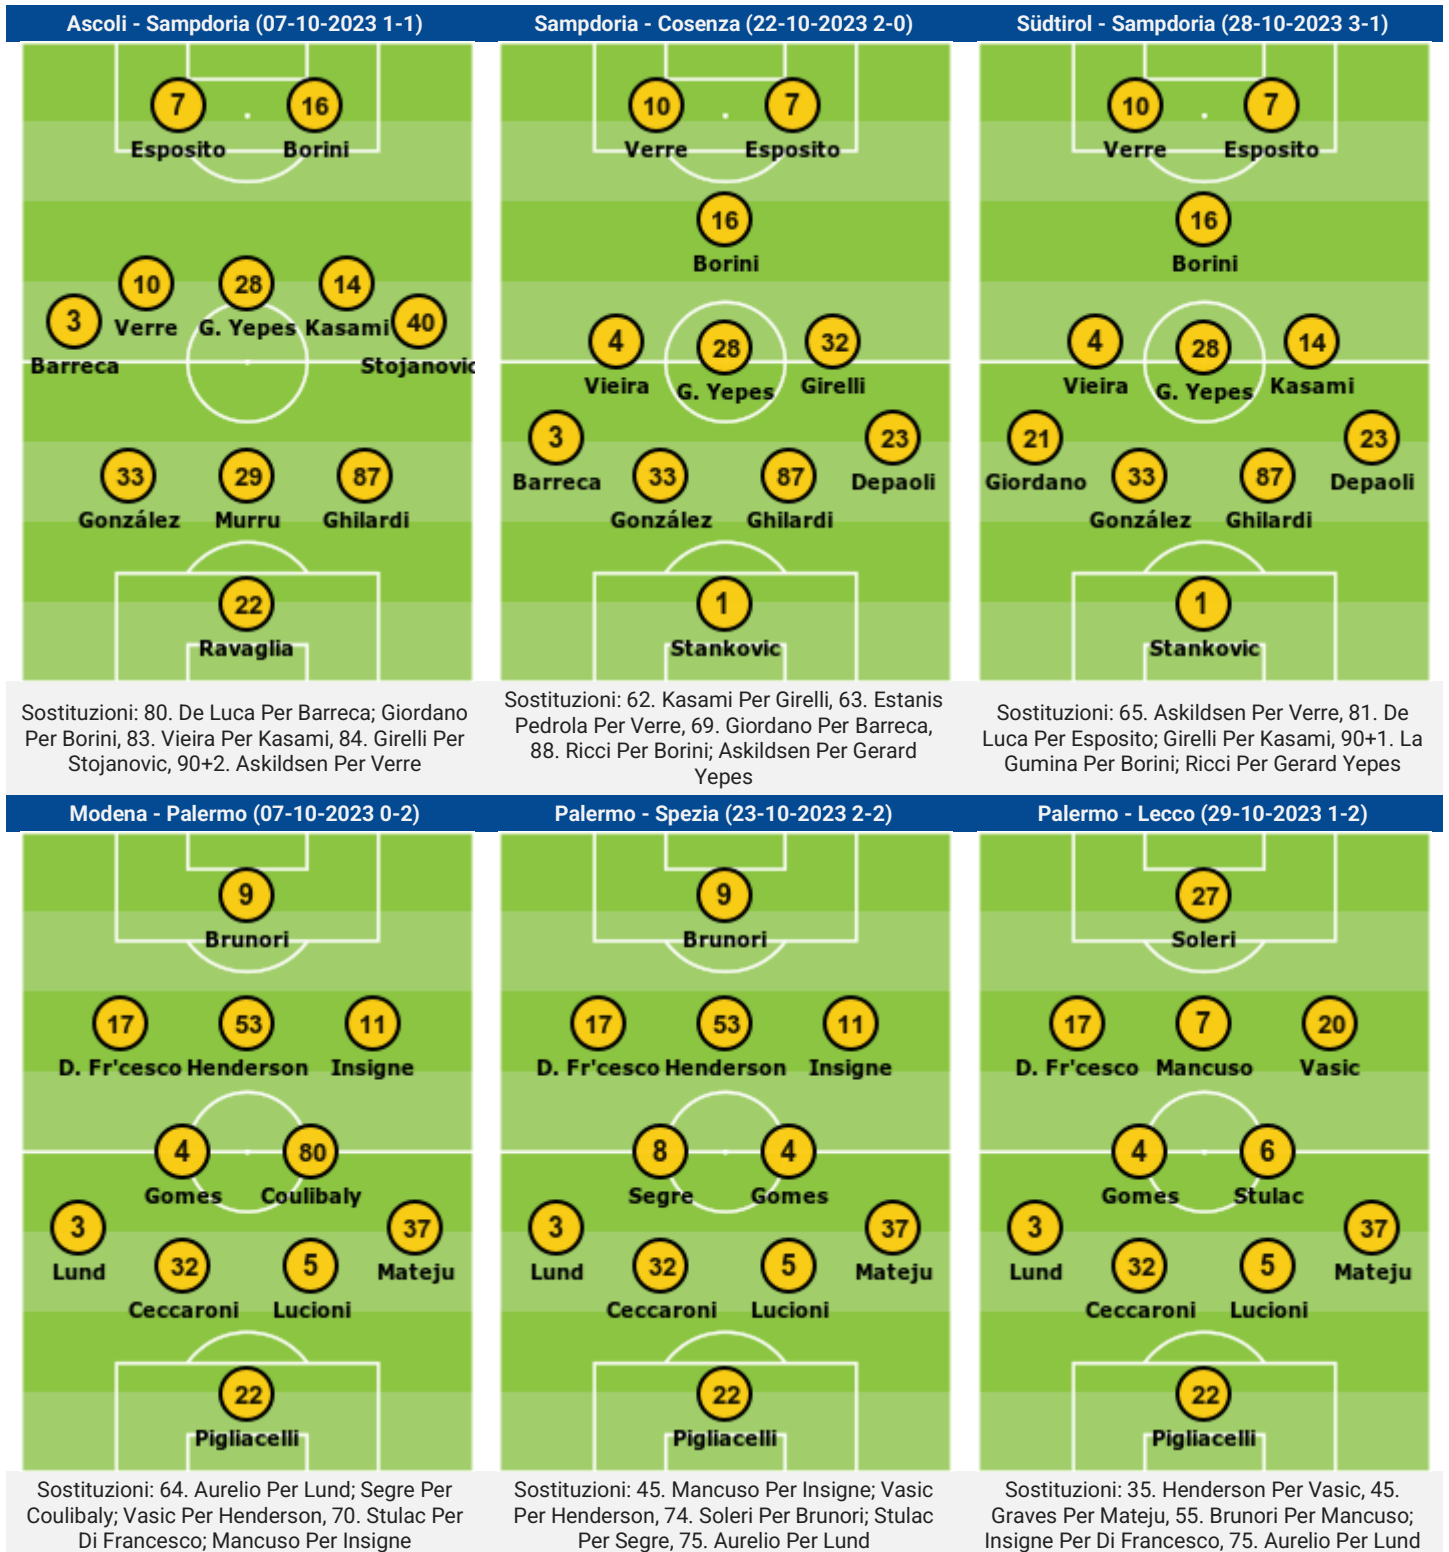 Ascoli - Sampdoria (07-10-2023 1-1)
7
16
Esposito
Borini
10
28
14
3
Verre
G. Yepes
Kasami
40
Barreca
Stojanovic
33
29
87
González
Murru
Ghilardi
22
Ravaglia
Sostituzioni: 80. De Luca Per Barreca; Giordano
Per Borini, 83. Vieira Per Kasami, 84. Girelli Per
Stojanovic, 90+2. Askildsen Per Verre
Sampdoria - Cosenza (22-10-2023 2-0)
10
7
Verre
Esposito
16
Borini
4
28
32
Vieira
G. Yepes
Girelli
3
23
Barreca
33
87
Depaoli
González
Ghilardi
1
Stankovic
Sostituzioni: 62. Kasami Per Girelli, 63. Estanis
Pedrola Per Verre, 69. Giordano Per Barreca,
88. Ricci Per Borini; Askildsen Per Gerard
Yepes
Südtirol - Sampdoria (28-10-2023 3-1)
10
7
Verre
Esposito
16
Borini
4
28
14
Vieira
G. Yepes
Kasami
21
23
Giordano
33
87
Depaoli
González
Ghilardi
1
Stankovic
Sostituzioni: 65. Askildsen Per Verre, 81. De
Luca Per Esposito; Girelli Per Kasami, 90+1. La
Gumina Per Borini; Ricci Per Gerard Yepes
Modena - Palermo (07-10-2023 0-2)
9
Brunori
17
53
11
D. Fr'cesco
Henderson
Insigne
4
80
Gomes
Coulibaly
3
37
Lund
32
5
Mateju
Ceccaroni
Lucioni
22
Pigliacelli
Sostituzioni: 64. Aurelio Per Lund; Segre Per
Coulibaly; Vasic Per Henderson, 70. Stulac Per
Di Francesco; Mancuso Per Insigne
Palermo - Spezia (23-10-2023 2-2)
9
Brunori
17
53
11
D. Fr'cesco
Henderson
Insigne
8
4
Segre
Gomes
3
37
Lund
32
5
Mateju
Ceccaroni
Lucioni
22
Pigliacelli
Sostituzioni: 45. Mancuso Per Insigne; Vasic
Per Henderson, 74. Soleri Per Brunori; Stulac
Per Segre, 75. Aurelio Per Lund
Palermo - Lecco (29-10-2023 1-2)
27
Soleri
17
7
20
D. Fr'cesco
Mancuso
Vasic
4
6
Gomes
Stulac
3
37
Lund
32
5
Mateju
Ceccaroni
Lucioni
22
Pigliacelli
Sostituzioni: 35. Henderson Per Vasic, 45.
Graves Per Mateju, 55. Brunori Per Mancuso;
Insigne Per Di Francesco, 75. Aurelio Per Lund